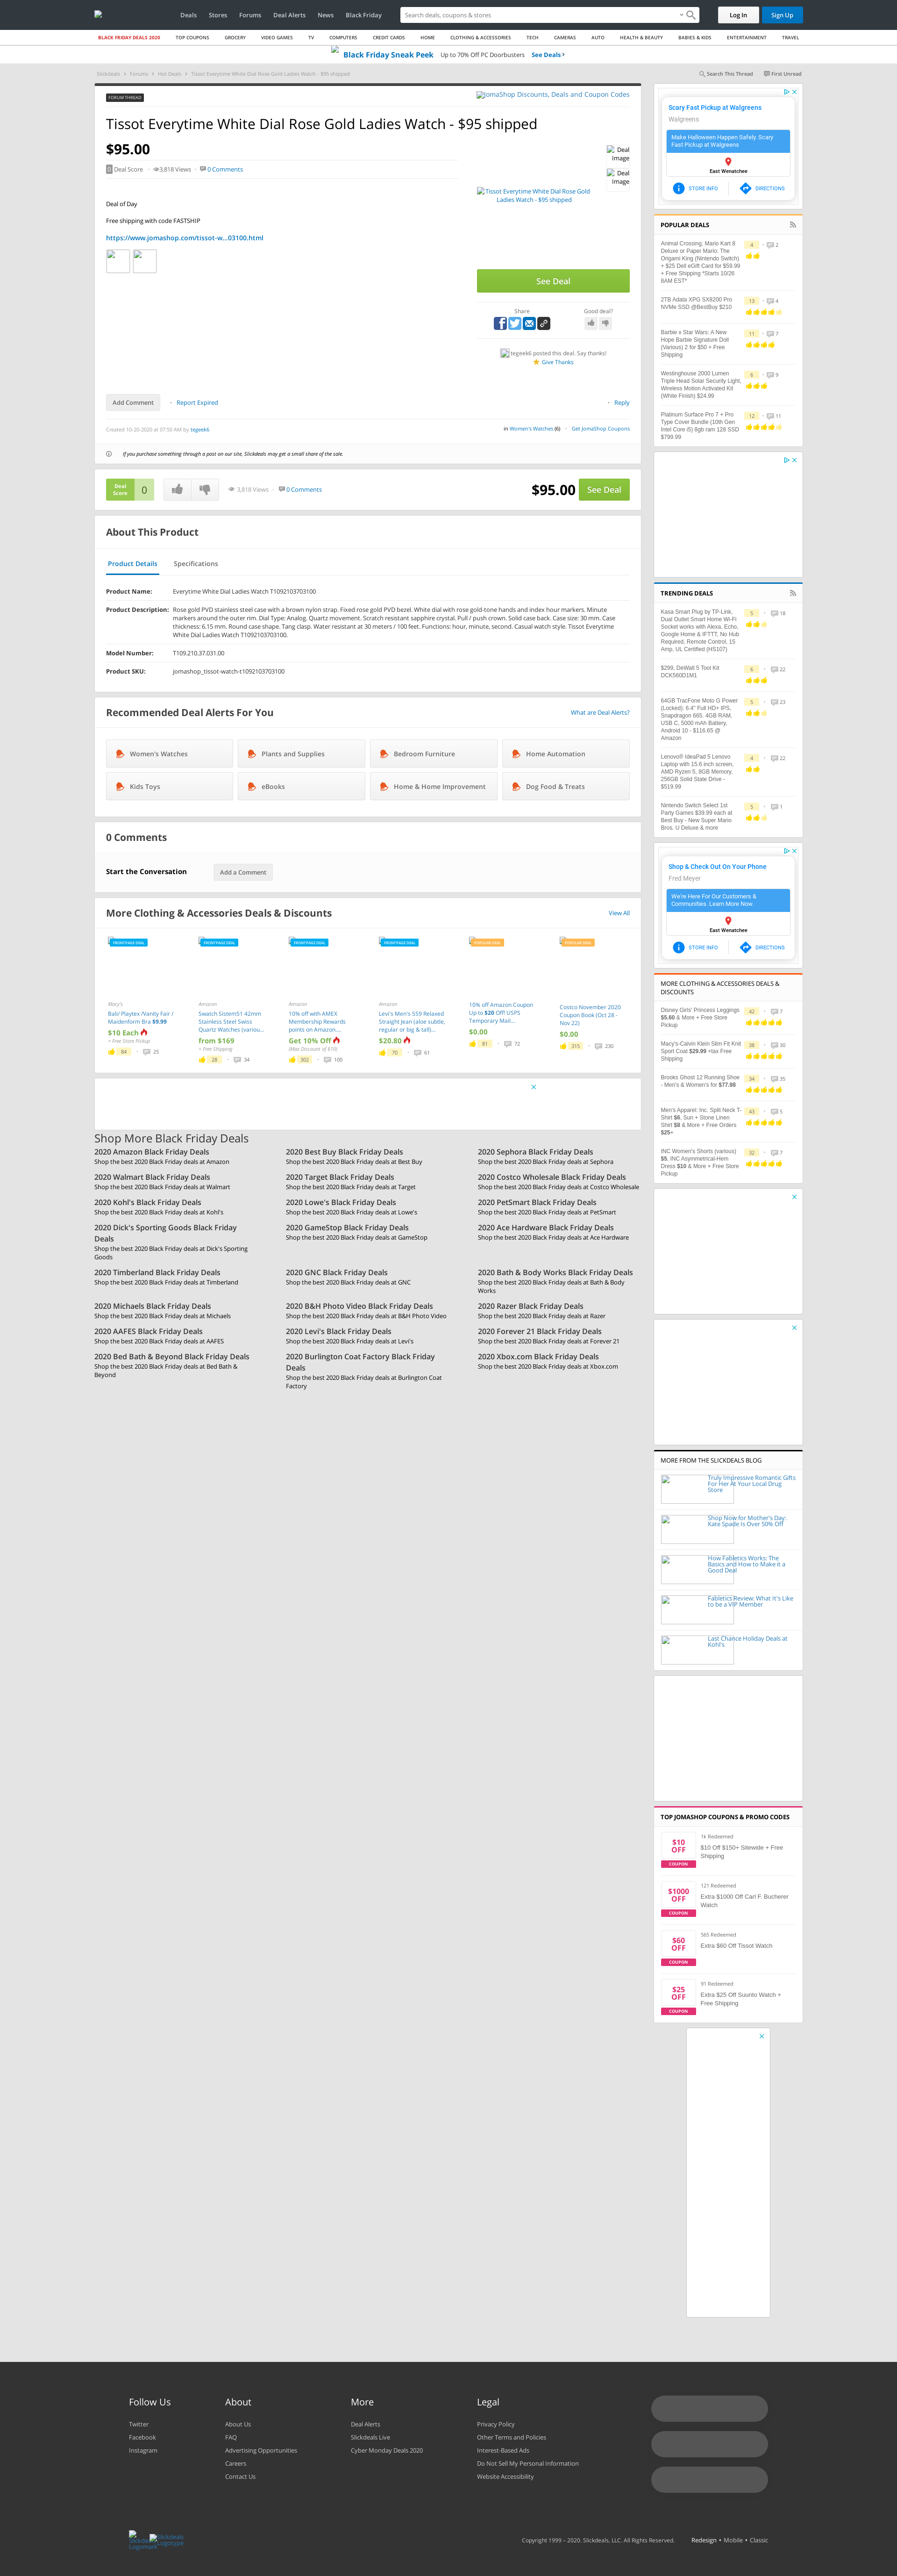 Deals
Stores
Forums
Deal Alerts
News
Black Friday
Search deals, coupons & stores
Log In
Sign Up
BLACK FRIDAY DEALS 2020
TOP COUPONS
GROCERY
VIDEO GAMES
TV
COMPUTERS
CREDIT CARDS
HOME
CLOTHING & ACCESSORIES
TECH
CAMERAS
AUTO
HEALTH & BEAUTY
BABIES & KIDS
ENTERTAINMENT
TRAVEL
Black Friday Sneak Peek Up to 70% Off PC Doorbusters See Deals
Slickdeals
Forums
Hot Deals
Tissot Everytime White Dial Rose Gold Ladies Watch - $95 shipped
Search This Thread
First Unread
FORUM THREAD
JomaShop Discounts, Deals and Coupon Codes
Tissot Everytime White Dial Rose Gold Ladies Watch - $95 shipped
$95.00
0 Deal Score
3,818 Views
0 Comments
Deal Image
Deal Image
Tissot Everytime White Dial Rose Gold Ladies Watch - $95 shipped
Deal of Day
Free shipping with code FASTSHIP
https://www.jomashop.com/tissot-w...03100.html
See Deal
Share
Good deal?
tegeek6 posted this deal. Say thanks!
Give Thanks
Add Comment
Report Expired
Reply
Created 10-20-2020 at 07:50 AM by tegeek6
in Women's Watches (6)
Get JomaShop Coupons
If you purchase something through a post on our site, Slickdeals may get a small share of the sale.
Deal Score
0
3,818 Views
0 Comments
$95.00
See Deal
About This Product
Product Details
Specifications
Product Name: Everytime White Dial Ladies Watch T1092103703100
Product Description: Rose gold PVD stainless steel case with a brown nylon strap. Fixed rose gold PVD bezel. White dial with rose gold-tone hands and index hour markers. Minute
markers around the outer rim. Dial Type: Analog. Quartz movement. Scratch resistant sapphire crystal. Pull / push crown. Solid case back. Case size: 30 mm. Case
thickness: 6.15 mm. Round case shape. Tang clasp. Water resistant at 30 meters / 100 feet. Functions: hour, minute, second. Casual watch style. Tissot Everytime
White Dial Ladies Watch T1092103703100.
Model Number: T109.210.37.031.00
Product SKU: jomashop_tissot-watch-t1092103703100
Recommended Deal Alerts For You
What are Deal Alerts?
Women's Watches
Plants and Supplies
Bedroom Furniture
Home Automation
Kids Toys
eBooks
Home & Home Improvement
Dog Food & Treats
0 Comments
Start the Conversation
Add a Comment
More Clothing & Accessories Deals & Discounts
View All
FRONTPAGE DEAL
Macy's
Bali/ Playtex /Vanity Fair /
Maidenform Bra $9.99
$10 Each
+ Free Store Pickup
84
25
FRONTPAGE DEAL
Amazon
Swatch Sistem51 42mm
Stainless Steel Swiss
Quartz Watches (variou...
from $169
+ Free Shipping
28
34
FRONTPAGE DEAL
Amazon
10% off with AMEX
Membership Rewards
points on Amazon....
Get 10% Off
(Max Discount of $10)
302
100
FRONTPAGE DEAL
Amazon
Levi's Men's 559 Relaxed
Straight Jean (aloe subtle,
regular or big & tall)...
$20.80
70
61
POPULAR DEAL
10% off Amazon Coupon
Up to $20 Off! USPS
Temporary Mail...
$0.00
81
72
POPULAR DEAL
Costco November 2020
Coupon Book (Oct 28 -
Nov 22)
$0.00
315
230
Shop More Black Friday Deals
2020 Amazon Black Friday Deals
Shop the best 2020 Black Friday deals at Amazon
2020 Best Buy Black Friday Deals
Shop the best 2020 Black Friday deals at Best Buy
2020 Sephora Black Friday Deals
Shop the best 2020 Black Friday deals at Sephora
2020 Walmart Black Friday Deals
Shop the best 2020 Black Friday deals at Walmart
2020 Target Black Friday Deals
Shop the best 2020 Black Friday deals at Target
2020 Costco Wholesale Black Friday Deals
Shop the best 2020 Black Friday deals at Costco Wholesale
2020 Kohl's Black Friday Deals
Shop the best 2020 Black Friday deals at Kohl's
2020 Lowe's Black Friday Deals
Shop the best 2020 Black Friday deals at Lowe's
2020 PetSmart Black Friday Deals
Shop the best 2020 Black Friday deals at PetSmart
2020 Dick's Sporting Goods Black Friday
Deals
Shop the best 2020 Black Friday deals at Dick's Sporting
Goods
2020 GameStop Black Friday Deals
Shop the best 2020 Black Friday deals at GameStop
2020 Ace Hardware Black Friday Deals
Shop the best 2020 Black Friday deals at Ace Hardware
2020 Timberland Black Friday Deals
Shop the best 2020 Black Friday deals at Timberland
2020 GNC Black Friday Deals
Shop the best 2020 Black Friday deals at GNC
2020 Bath & Body Works Black Friday Deals
Shop the best 2020 Black Friday deals at Bath & Body
Works
2020 Michaels Black Friday Deals
Shop the best 2020 Black Friday deals at Michaels
2020 B&H Photo Video Black Friday Deals
Shop the best 2020 Black Friday deals at B&H Photo Video
2020 Razer Black Friday Deals
Shop the best 2020 Black Friday deals at Razer
2020 AAFES Black Friday Deals
Shop the best 2020 Black Friday deals at AAFES
2020 Levi's Black Friday Deals
Shop the best 2020 Black Friday deals at Levi's
2020 Forever 21 Black Friday Deals
Shop the best 2020 Black Friday deals at Forever 21
2020 Bed Bath & Beyond Black Friday Deals
Shop the best 2020 Black Friday deals at Bed Bath &
Beyond
2020 Burlington Coat Factory Black Friday
Deals
Shop the best 2020 Black Friday deals at Burlington Coat
Factory
2020 Xbox.com Black Friday Deals
Shop the best 2020 Black Friday deals at Xbox.com
Scary Fast Pickup at Walgreens
Walgreens
Make Halloween Happen Safely. Scary
Fast Pickup at Walgreens
East Wenatchee
STORE INFO
DIRECTIONS
POPULAR DEALS
Animal Crossing, Mario Kart 8
Deluxe or Paper Mario: The
Origami King (Nintendo Switch)
+ $25 Dell eGift Card for $59.99
+ Free Shipping *Starts 10/26
8AM EST*
4
2
2TB Adata XPG SX8200 Pro
NVMe SSD @BestBuy $210
13
4
Barbie x Star Wars: A New
Hope Barbie Signature Doll
(Various) 2 for $50 + Free
Shipping
11
7
Westinghouse 2000 Lumen
Triple Head Solar Security Light,
Wireless Motion Activated Kit
(White Finish) $24.99
6
9
Platinum Surface Pro 7 + Pro
Type Cover Bundle (10th Gen
Intel Core i5) 8gb ram 128 SSD
$799.99
12
11
TRENDING DEALS
Kasa Smart Plug by TP-Link,
Dual Outlet Smart Home Wi-Fi
Socket works with Alexa, Echo,
Google Home & IFTTT, No Hub
Required, Remote Control, 15
Amp, UL Certified (HS107)
5
18
$299, DeWalt 5 Tool Kit
DCK560D1M1
6
22
64GB TracFone Moto G Power
(Locked): 6.4" Full HD+ IPS,
Snapdragon 665, 4GB RAM,
USB C, 5000 mAh Battery,
Android 10 - $116.65 @
Amazon
5
23
Lenovo® IdeaPad 5 Lenovo
Laptop with 15.6 inch screen,
AMD Ryzen 5, 8GB Memory,
256GB Solid State Drive -
$519.99
4
22
Nintendo Switch Select 1st
Party Games $39.99 each at
Best Buy - New Super Mario
Bros. U Deluxe & more
5
1
Shop & Check Out On Your Phone
Fred Meyer
We're Here For Our Customers &
Communities. Learn More Now.
East Wenatchee
STORE INFO
DIRECTIONS
MORE CLOTHING & ACCESSORIES DEALS &
DISCOUNTS
Disney Girls' Princess Leggings
$5.60 & More + Free Store
Pickup
42
7
Macy's-Calvin Klein Slim Fit Knit
Sport Coat $29.99 +tax Free
Shipping
38
30
Brooks Ghost 12 Running Shoe
- Men's & Women's for $77.98
34
35
Men's Apparel: Inc. Split Neck T-
Shirt $6, Sun + Stone Linen
Shirt $8 & More + Free Orders
$25+
43
5
INC Women's Shorts (various)
$5, INC Asymmetrical-Hem
Dress $10 & More + Free Store
Pickup
32
7
MORE FROM THE SLICKDEALS BLOG
Truly Impressive Romantic Gifts
For Her At Your Local Drug
Store
Shop Now for Mother's Day:
Kate Spade Is Over 50% Off
How Fabletics Works: The
Basics and How to Make it a
Good Deal
Fabletics Review: What It's Like
to be a VIP Member
Last Chance Holiday Deals at
Kohl's
TOP JOMASHOP COUPONS & PROMO CODES
$10 OFF
COUPON
1k Redeemed
$10 Off $150+ Sitewide + Free
Shipping
$1000 OFF
COUPON
121 Redeemed
Extra $1000 Off Carl F. Bucherer
Watch
$60 OFF
COUPON
565 Redeemed
Extra $60 Off Tissot Watch
$25 OFF
COUPON
91 Redeemed
Extra $25 Off Suunto Watch +
Free Shipping
Follow Us
Twitter
Facebook
Instagram
About
About Us
FAQ
Advertising Opportunities
Careers
Contact Us
More
Deal Alerts
Slickdeals Live
Cyber Monday Deals 2020
Legal
Privacy Policy
Other Terms and Policies
Interest-Based Ads
Do Not Sell My Personal Information
Website Accessibility
Slickdeals Logomark
Slickdeals Logotype
Copyright 1999 – 2020. Slickdeals, LLC. All Rights Reserved.
Redesign • Mobile • Classic